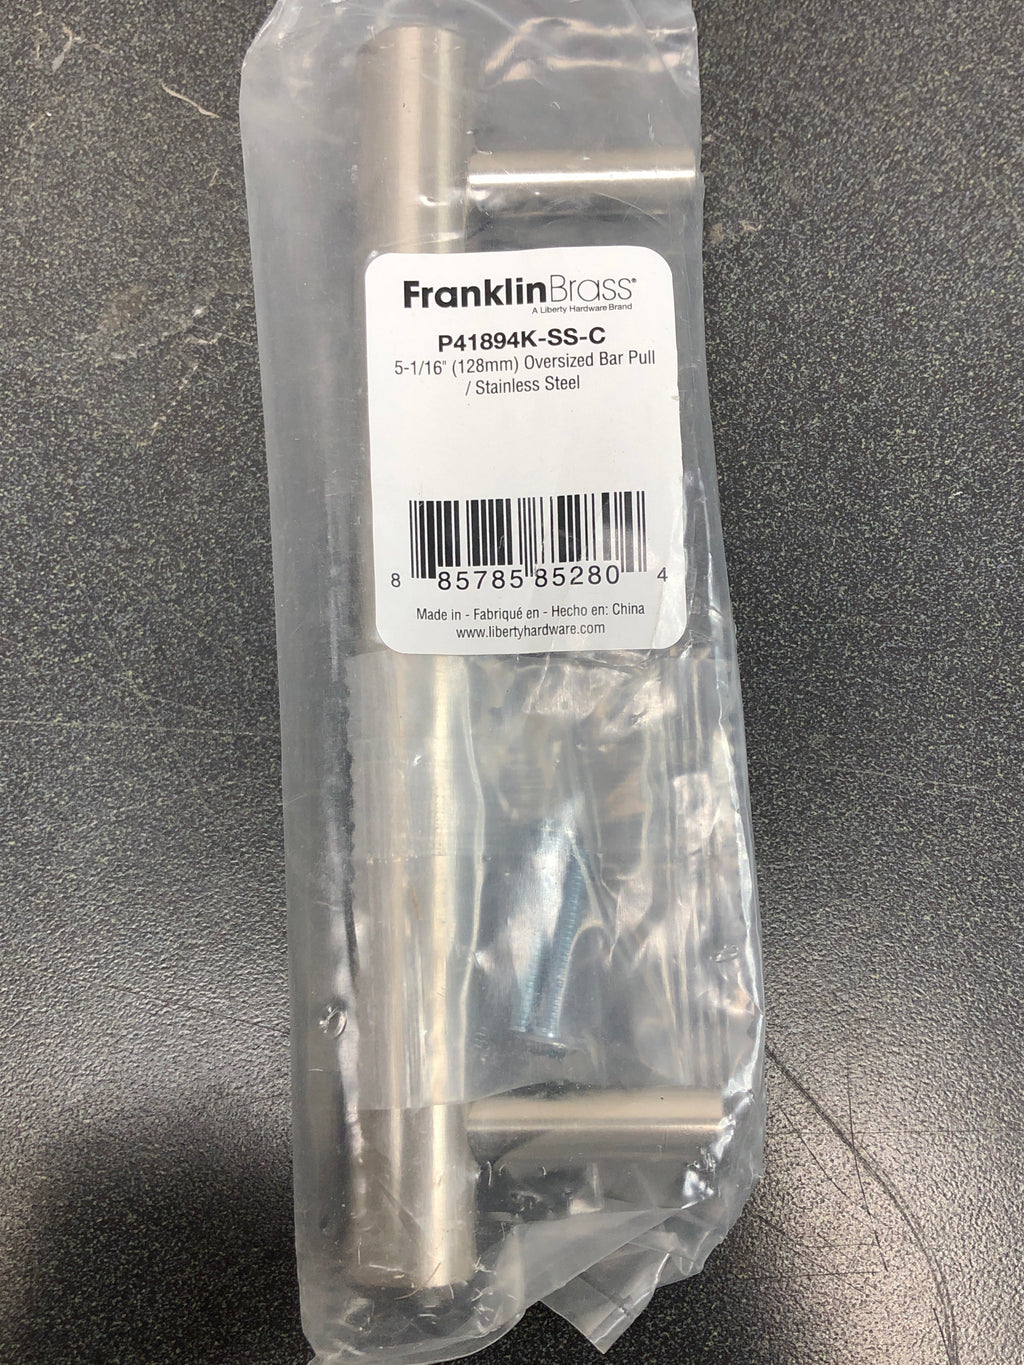 FranklinBrass®
A Liberty Hardware Brand
P41894K-SS-C
5-1/16" (128mm) Oversized Bar Pull
/ Stainless Steel
8 85785 85280 4
Made in - Fabriqué en - Hecho en: China
www.libertyhardware.com